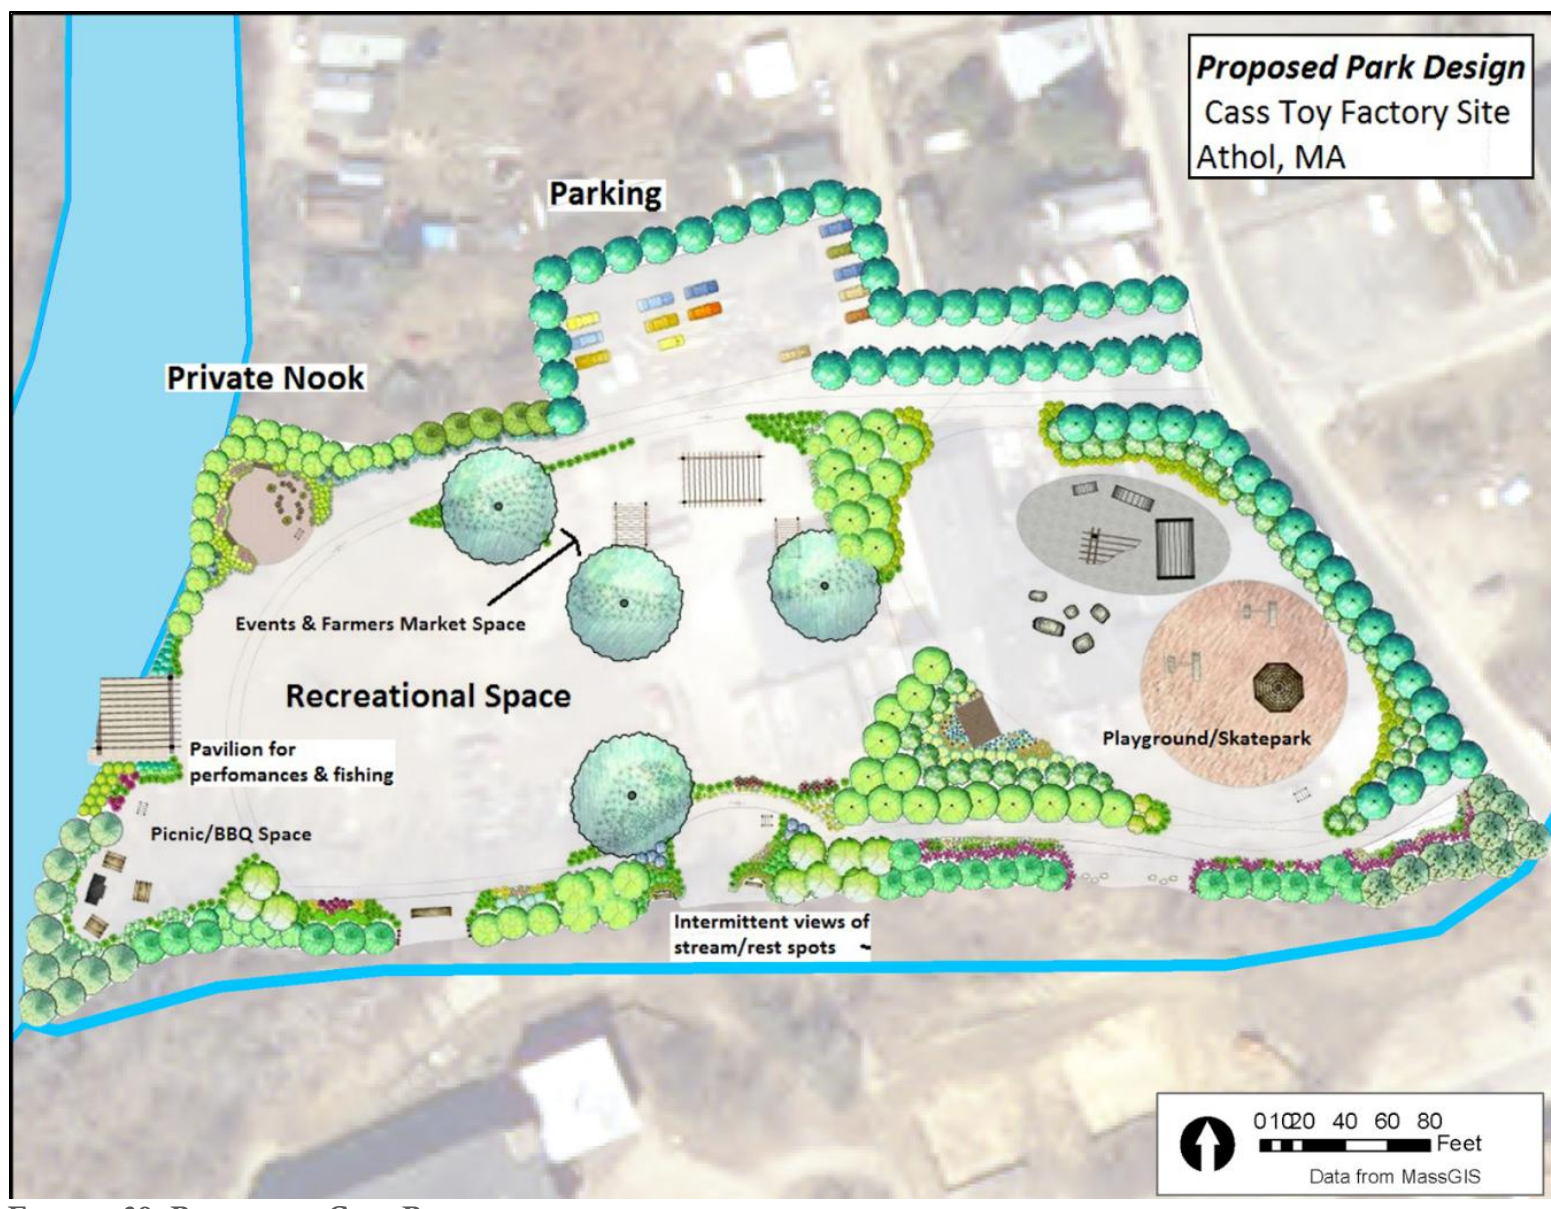 Proposed Park Design
Cass Toy Factory Site
Athol, MA
Parking
Private Nook
Events & Farmers Market Space
Recreational Space
Pavilion for
perfomances & fishing
Playground/Skatepark
Picnic/BBQ Space
Intermittent views of
stream/rest spots
0 10 20 40 60 80
Feet
Data from MassGIS